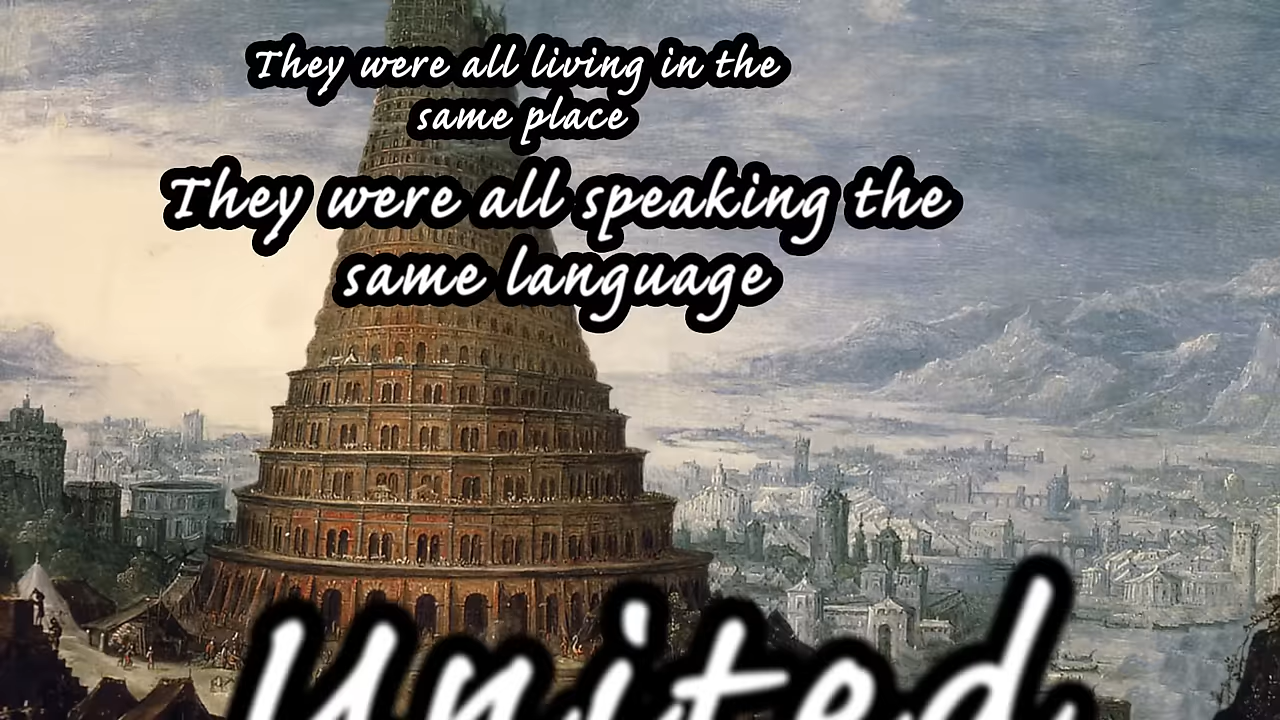 They were all living in the
same place
They were all speaking the
same language
United